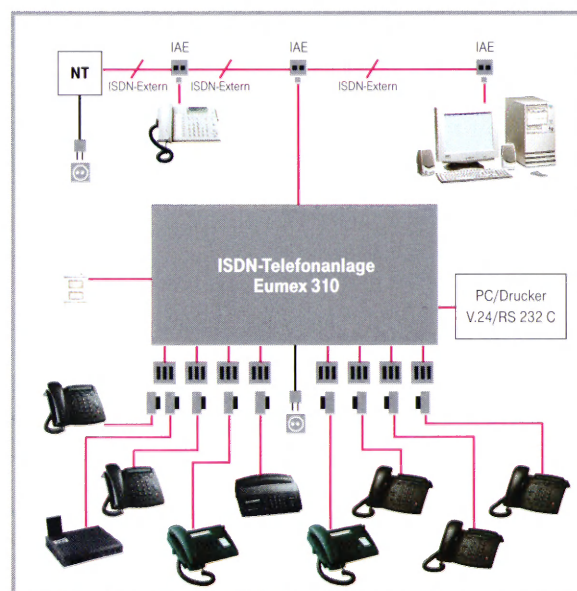 IAE
IAE
IAE
NT
ISDN-Extern
ISDN-Extern
ISDN-Extern
ISDN-Telefonanlage
Eumex 310
PC/Drucker
V.24/RS 232 C